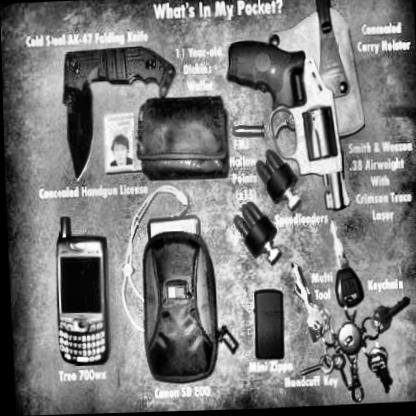 What's In My Pocket?
Cold Steel AK-47 Folding Knife
11 Year-old
Dickie's
Wallet
Concealed
Carry Holster
FMJ
Hollow
Points
(x11)
Smith & Wesson
.38 Airweight
With
Crimson Trace
Laser
Concealed Handgun License
Speedloaders
Multi
Tool
Keychain
Treo 700wx
Canon SD 800
Mini Zippo
Handcuff Key